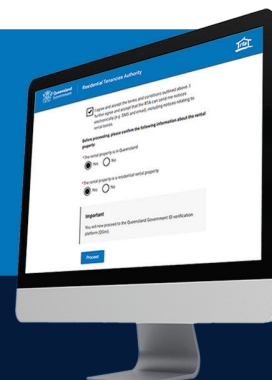 Queensland
Government
Residential Tenancies Authority
rta
I agree and accept the terms and conditions outlined above. I
further agree and accept that the RTA can send me notices
electronically (e.g. SMS and email), including notices relating to
rental bonds.
Before proceeding, please confirm the following information about the rental
property:
*The rental property is in Queensland
Yes No
*The rental property is a residential rental property
Yes No
Important
You will now proceed to the Queensland Government ID verification
platform (QGov).
Proceed